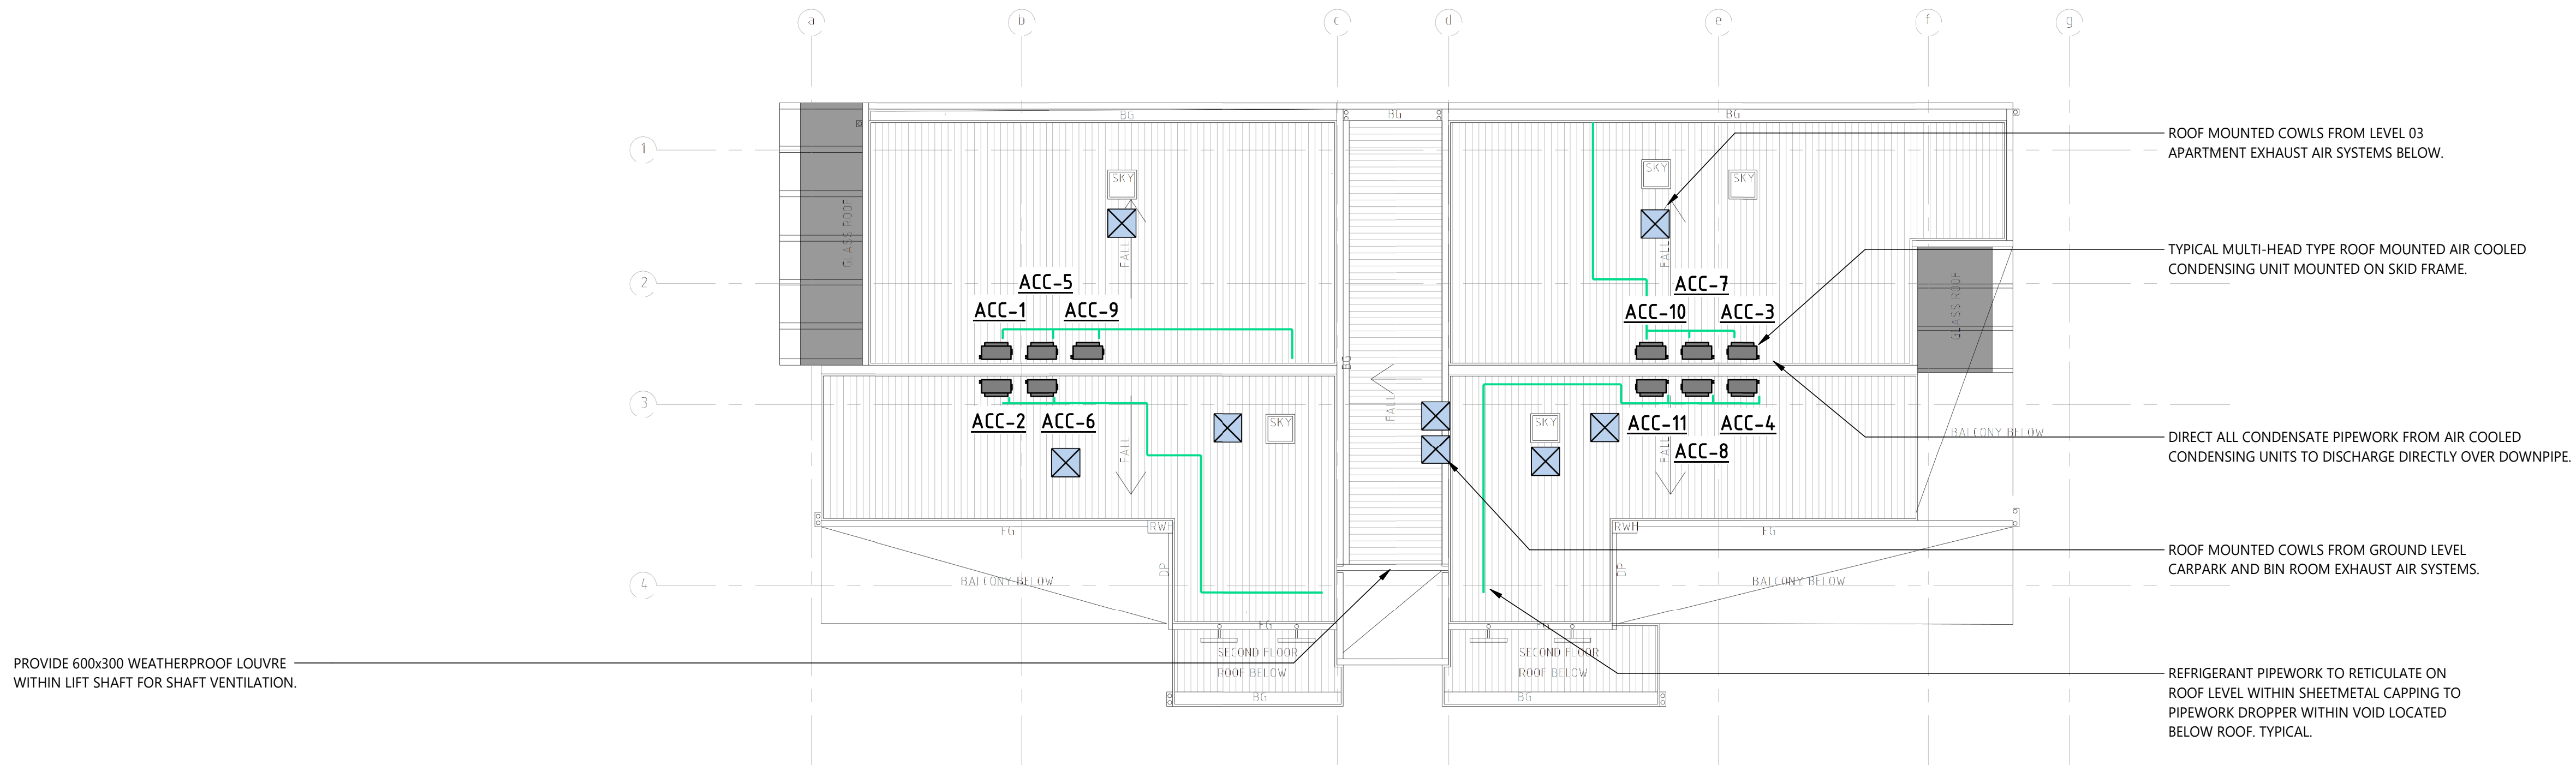 a
b
c
d
e
f
g
BG
BG
BG
1
ROOF MOUNTED COWLS FROM LEVEL 03
APARTMENT EXHAUST AIR SYSTEMS BELOW.
SKY
SKY
SKY
GLASS ROOF
FALL
FALL
TYPICAL MULTI-HEAD TYPE ROOF MOUNTED AIR COOLED
CONDENSING UNIT MOUNTED ON SKID FRAME.
2
ACC-5
ACC-7
ACC-1
ACC-9
ACC-10
ACC-3
GLASS ROOF
BG
FALL
3
ACC-2
ACC-6
SKY
SKY
ACC-11
ACC-4
FALL
ACC-8
FALL
BALCONY BELOW
DIRECT ALL CONDENSATE PIPEWORK FROM AIR COOLED
CONDENSING UNITS TO DISCHARGE DIRECTLY OVER DOWNPIPE.
EG
RWH
RWH
EG
ROOF MOUNTED COWLS FROM GROUND LEVEL
CARPARK AND BIN ROOM EXHAUST AIR SYSTEMS.
4
BALCONY BELOW
DP
DP
BALCONY BELOW
EG
EG
SECOND FLOOR
ROOF BELOW
SECOND FLOOR
ROOF BELOW
BG
BG
PROVIDE 600x300 WEATHERPROOF LOUVRE
WITHIN LIFT SHAFT FOR SHAFT VENTILATION.
REFRIGERANT PIPEWORK TO RETICULATE ON
ROOF LEVEL WITHIN SHEETMETAL CAPPING TO
PIPEWORK DROPPER WITHIN VOID LOCATED
BELOW ROOF. TYPICAL.